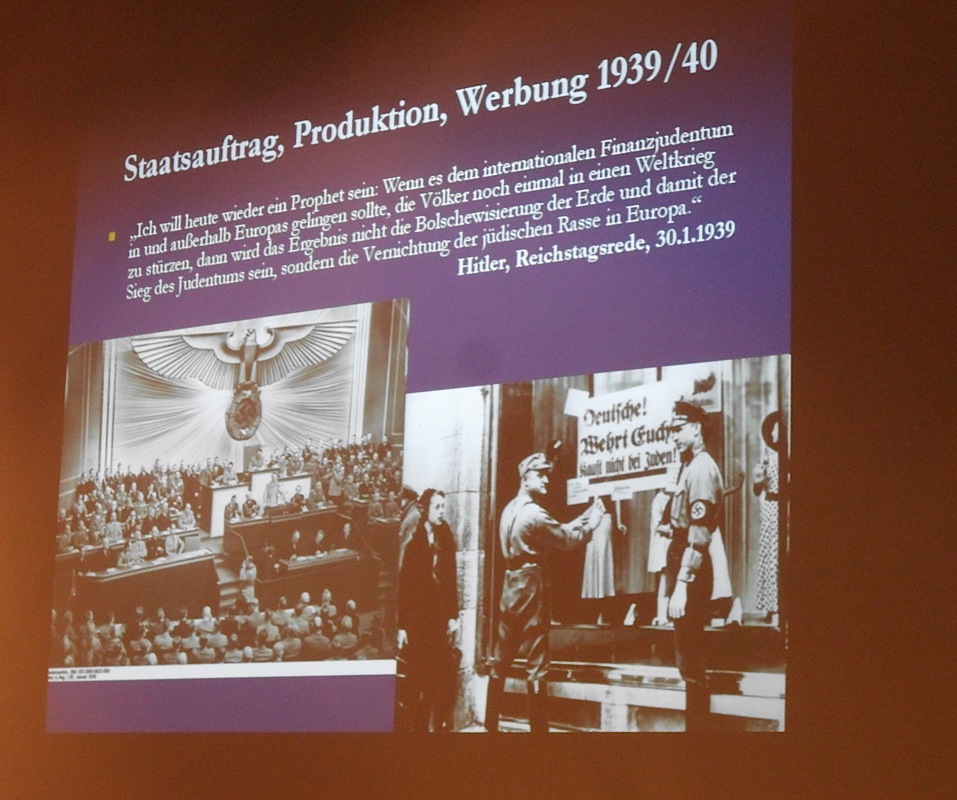 Staatsauftrag, Produktion, Werbung 1939/40
„Ich will heute wieder ein Prophet sein: Wenn es dem internationalen Finanzjudentum
in und außerhalb Europas gelingen sollte, die Völker noch einmal in einen Weltkrieg
zu stürzen, dann wird das Ergebnis nicht die Bolschewisierung der Erde und damit der
Sieg des Judentums sein, sondern die Vernichtung der jüdischen Rasse in Europa.“
Hitler, Reichstagsrede, 30.1.1939
Deutsche!
Wehrt Euch
Kauft nicht bei Juden!